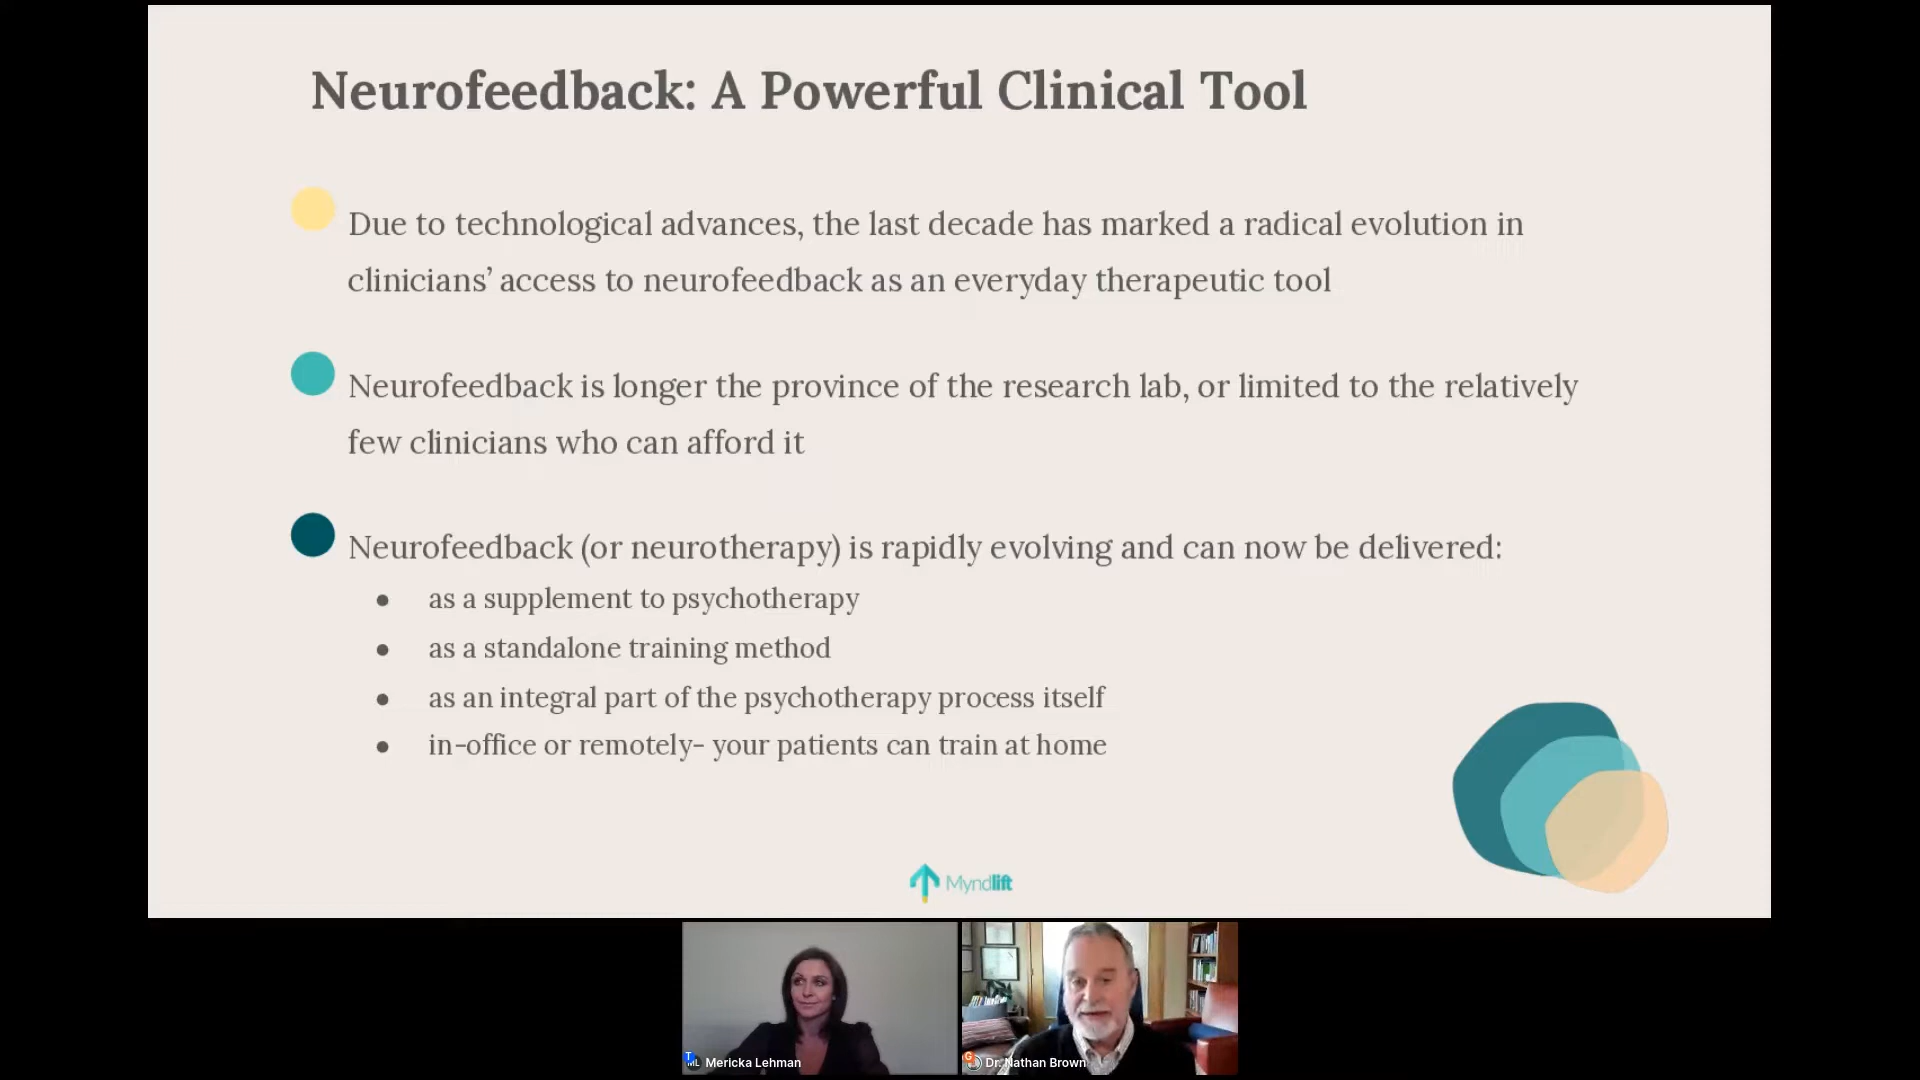 Neurofeedback: A Powerful Clinical Tool
Due to technological advances, the last decade has marked a radical evolution in
clinicians’ access to neurofeedback as an everyday therapeutic tool
Neurofeedback is longer the province of the research lab, or limited to the relatively
few clinicians who can afford it
Neurofeedback (or neurotherapy) is rapidly evolving and can now be delivered:
● as a supplement to psychotherapy
● as a standalone training method
● as an integral part of the psychotherapy process itself
● in-office or remotely- your patients can train at home
Myndlift
T
ML Mericka Lehman
G
Dr. Nathan Brown